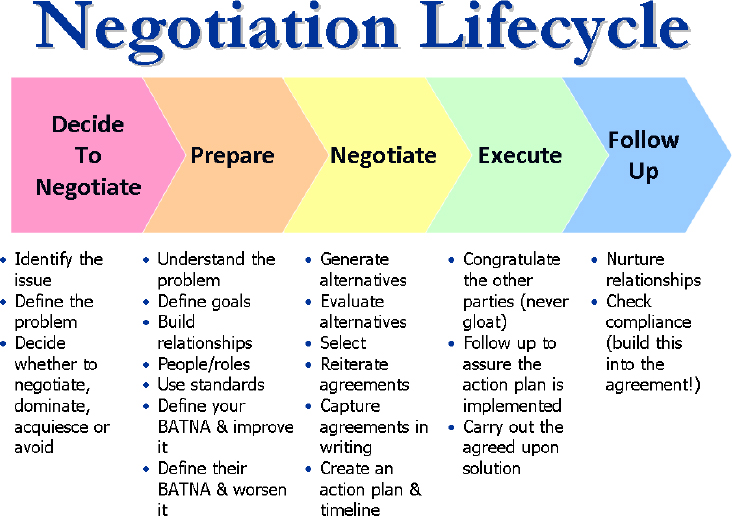 Negotiation Lifecycle
Decide
To
Negotiate
Prepare
Negotiate
Execute
Follow
Up
• Identify the
issue
• Define the
problem
• Decide
whether to
negotiate,
dominate,
acquiesce or
avoid
• Understand the
problem
• Define goals
• Build
relationships
• People/roles
• Use standards
• Define your
BATNA & improve
it
• Define their
BATNA & worsen
it
• Generate
alternatives
• Evaluate
alternatives
• Select
• Reiterate
agreements
• Capture
agreements in
writing
• Create an
action plan &
timeline
• Congratulate
the other
parties (never
gloat)
• Follow up to
assure the
action plan is
implemented
• Carry out the
agreed upon
solution
• Nurture
relationships
• Check
compliance
(build this
into the
agreement!)